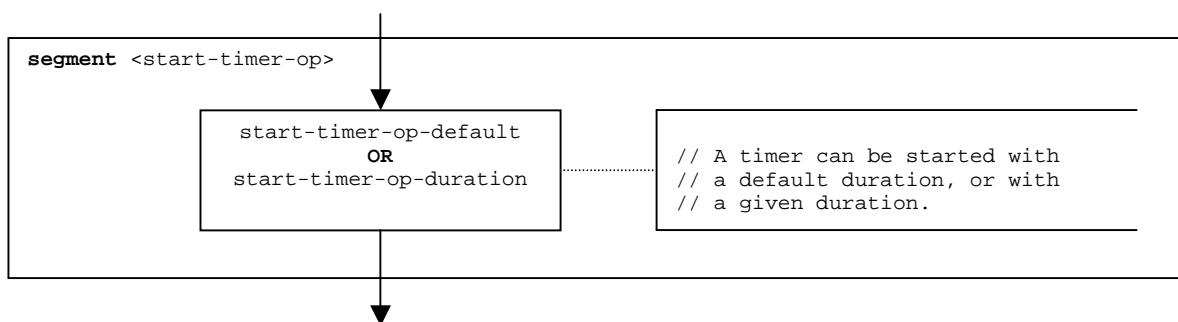 segment <start-timer-op>
start-timer-op-default
OR
start-timer-op-duration
// A timer can be started with
// a default duration, or with
// a given duration.